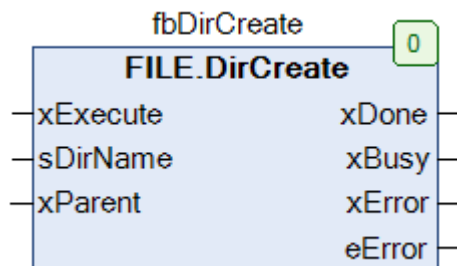 fbDirCreate
0
FILE.DirCreate
xExecute xDone
sDirName xBusy
xParent xError
eError